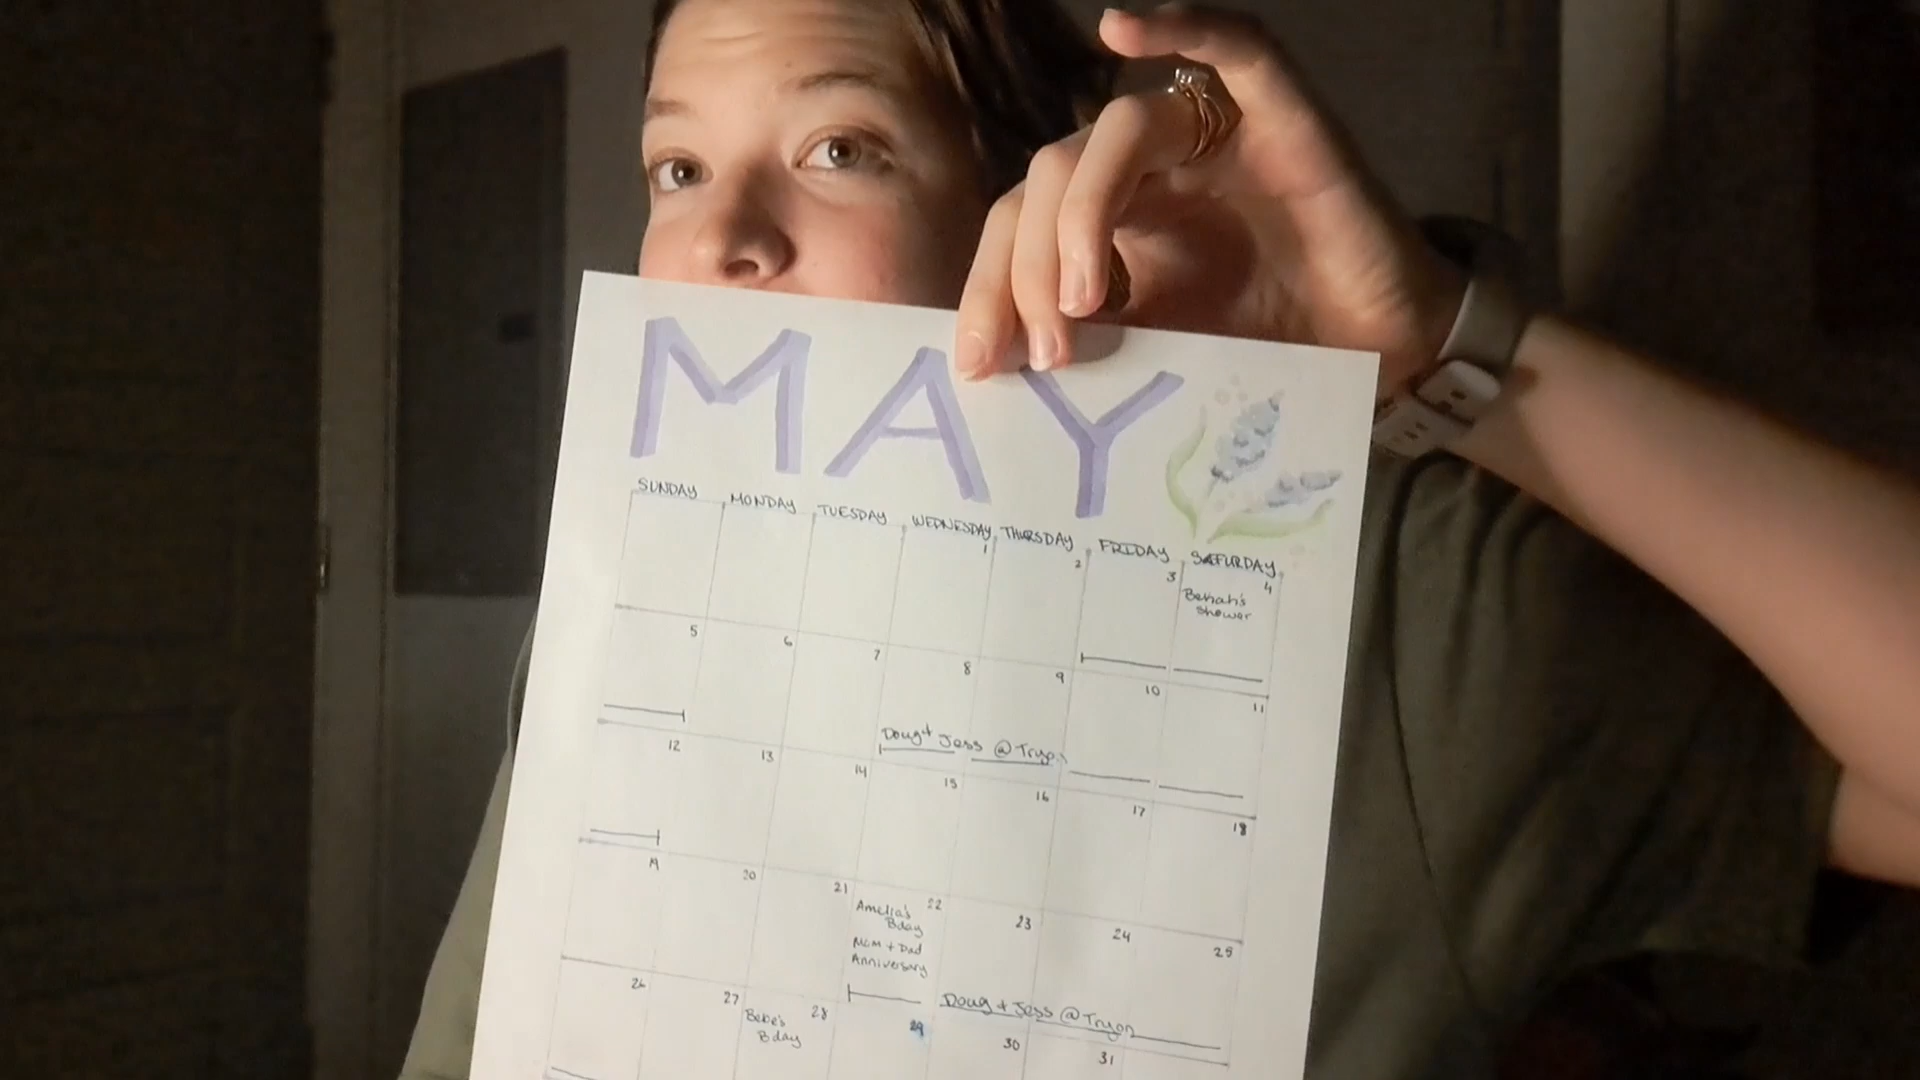 MAY
SUNDAY MONDAY TUESDAY WEDNESDAY THURSDAY FRIDAY SATURDAY
1 2 3 4
Bekah's
Shower
5 6 7 8 9 10 11
Doug + Jess @ Tryon
12 13 14 15 16 17 18
19 20 21 22 23 24 25
Amelia's
Bday
Mom + Dad
Anniversary
Doug + Jess @ Tryon
26 27 28 29 30 31
Bebe's
Bday